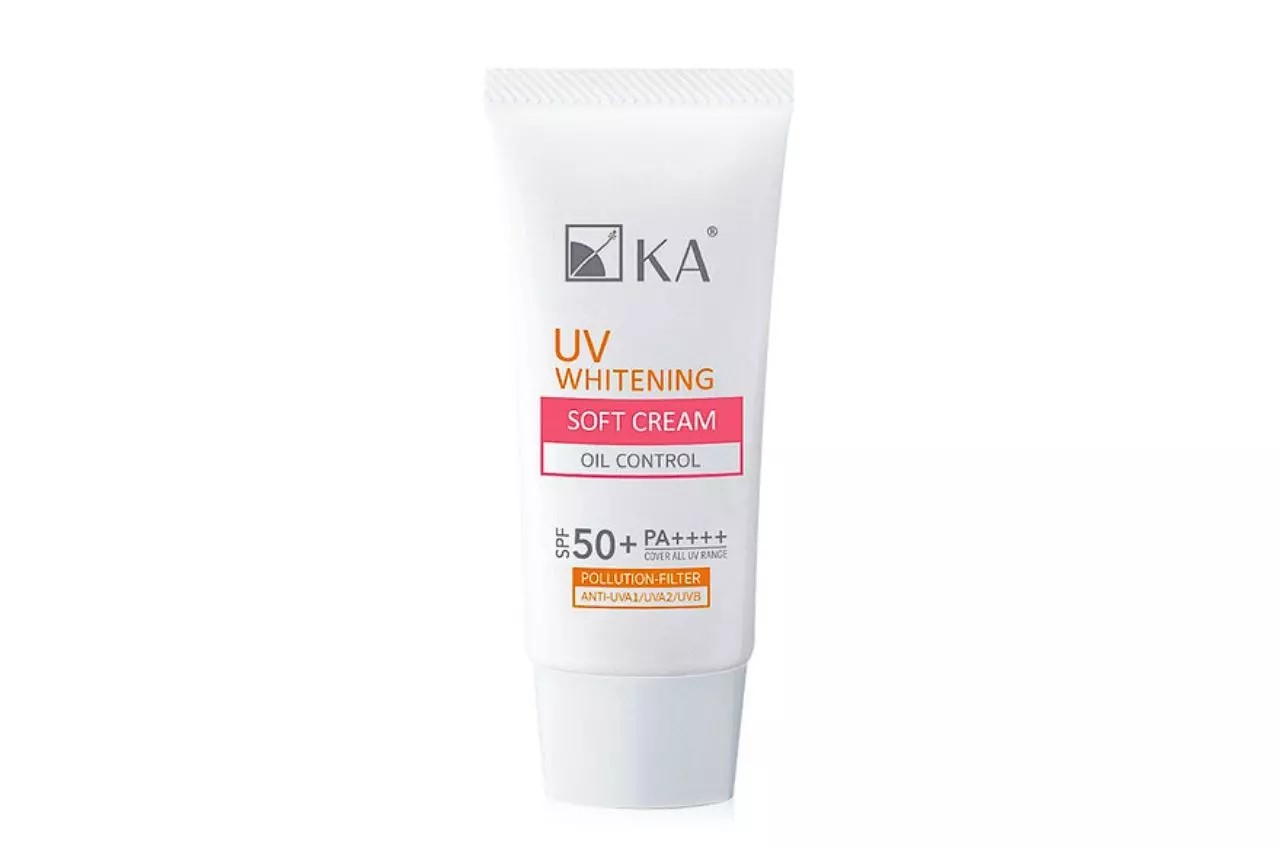 KA®
UV
WHITENING
SOFT CREAM
OIL CONTROL
SPF 50+ PA++++
COVER ALL UV RANGE
POLLUTION-FILTER
ANTI-UVA1/UVA2/UVB